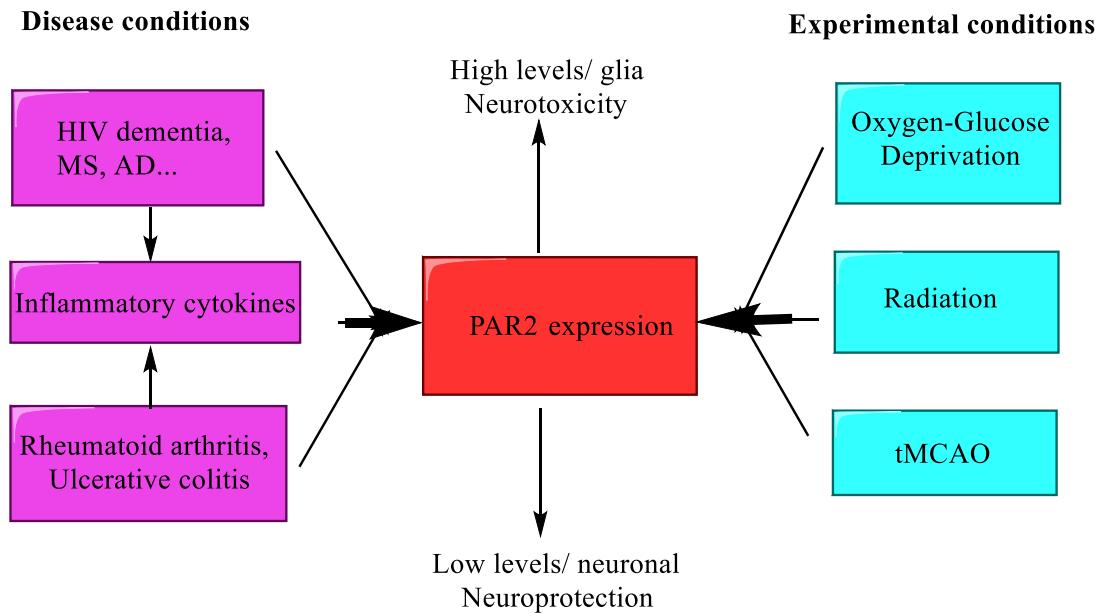 Disease conditions
HIV dementia,
MS, AD...
Inflammatory cytokines
Rheumatoid arthritis,
Ulcerative colitis
High levels/ glia
Neurotoxicity
PAR2 expression
Low levels/ neuronal
Neuroprotection
Experimental conditions
Oxygen-Glucose
Deprivation
Radiation
tMCAO